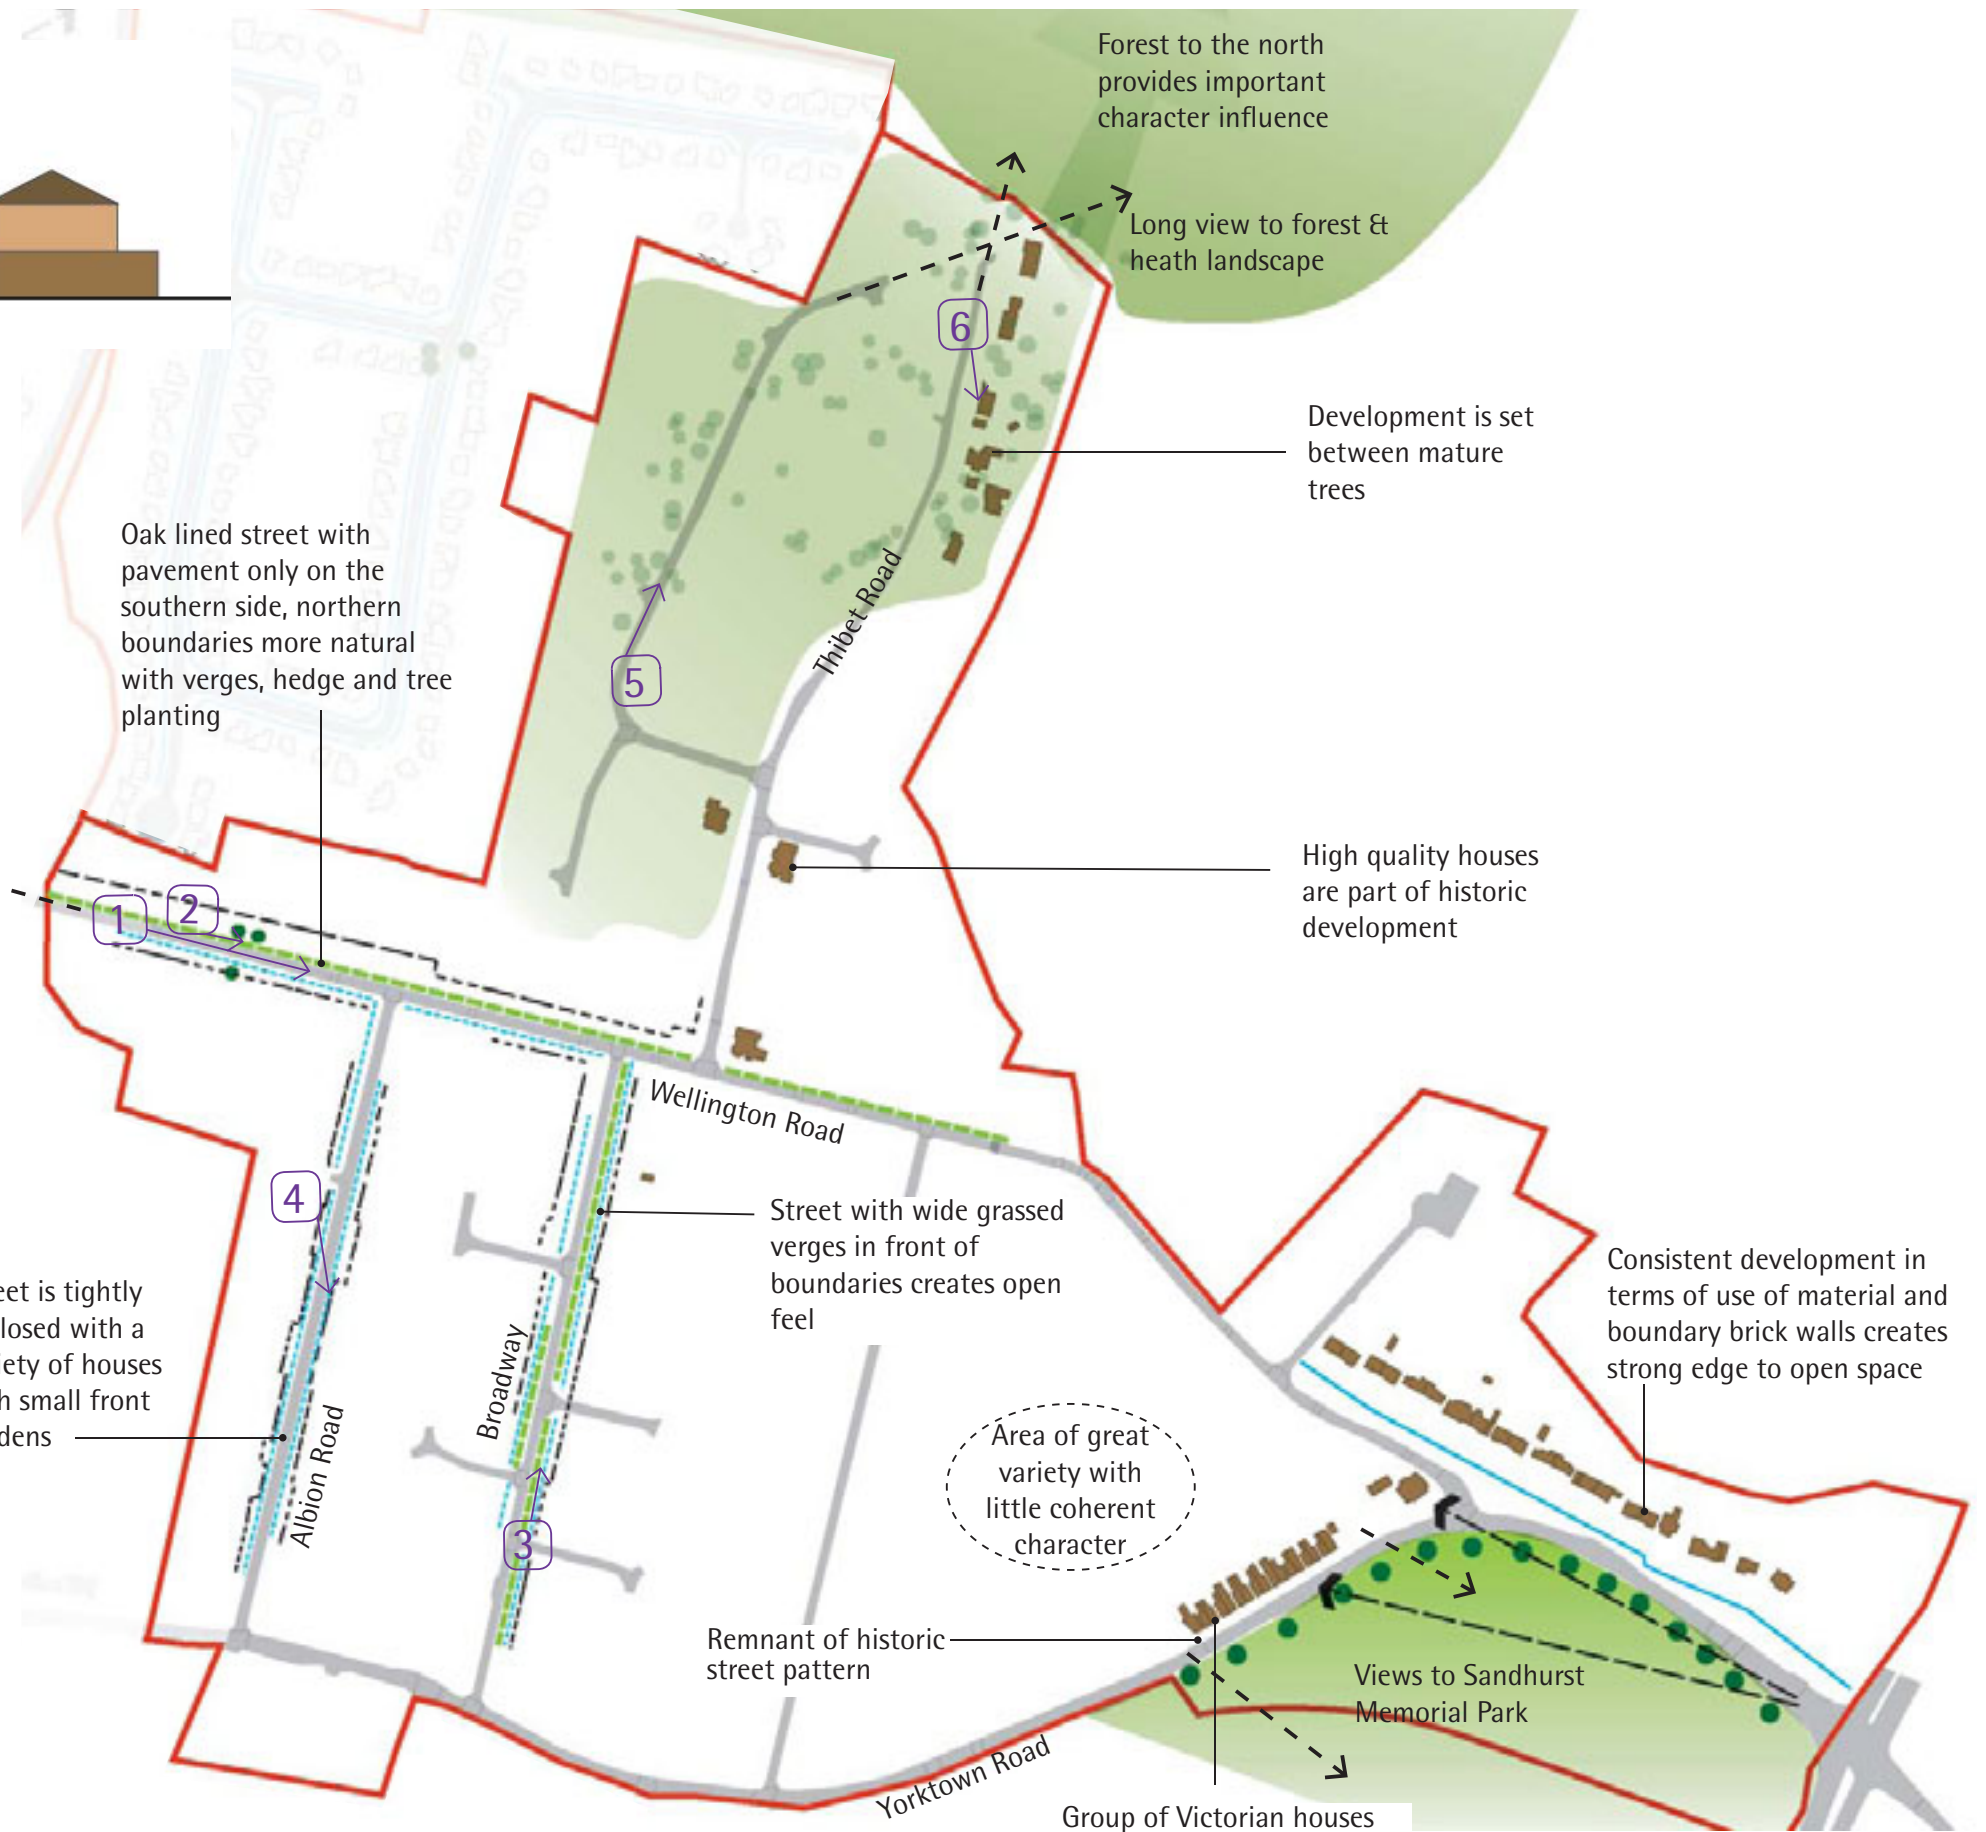 Forest to the north
provides important
character influence
Long view to forest &
heath landscape
6
Development is set
between mature
trees
Oak lined street with
pavement only on the
southern side, northern
boundaries more natural
with verges, hedge and tree
planting
Thibet Road
5
High quality houses
are part of historic
development
1
2
Wellington Road
4
Street with wide grassed
verges in front of
boundaries creates open
feel
Consistent development in
terms of use of material and
boundary brick walls creates
strong edge to open space
is tightly
with a
of houses
small front
Broadway
Albion Road
Area of great
variety with
little coherent
character
3
Remnant of historic
street pattern
Views to Sandhurst
Memorial Park
Yorktown Road
Group of Victorian houses